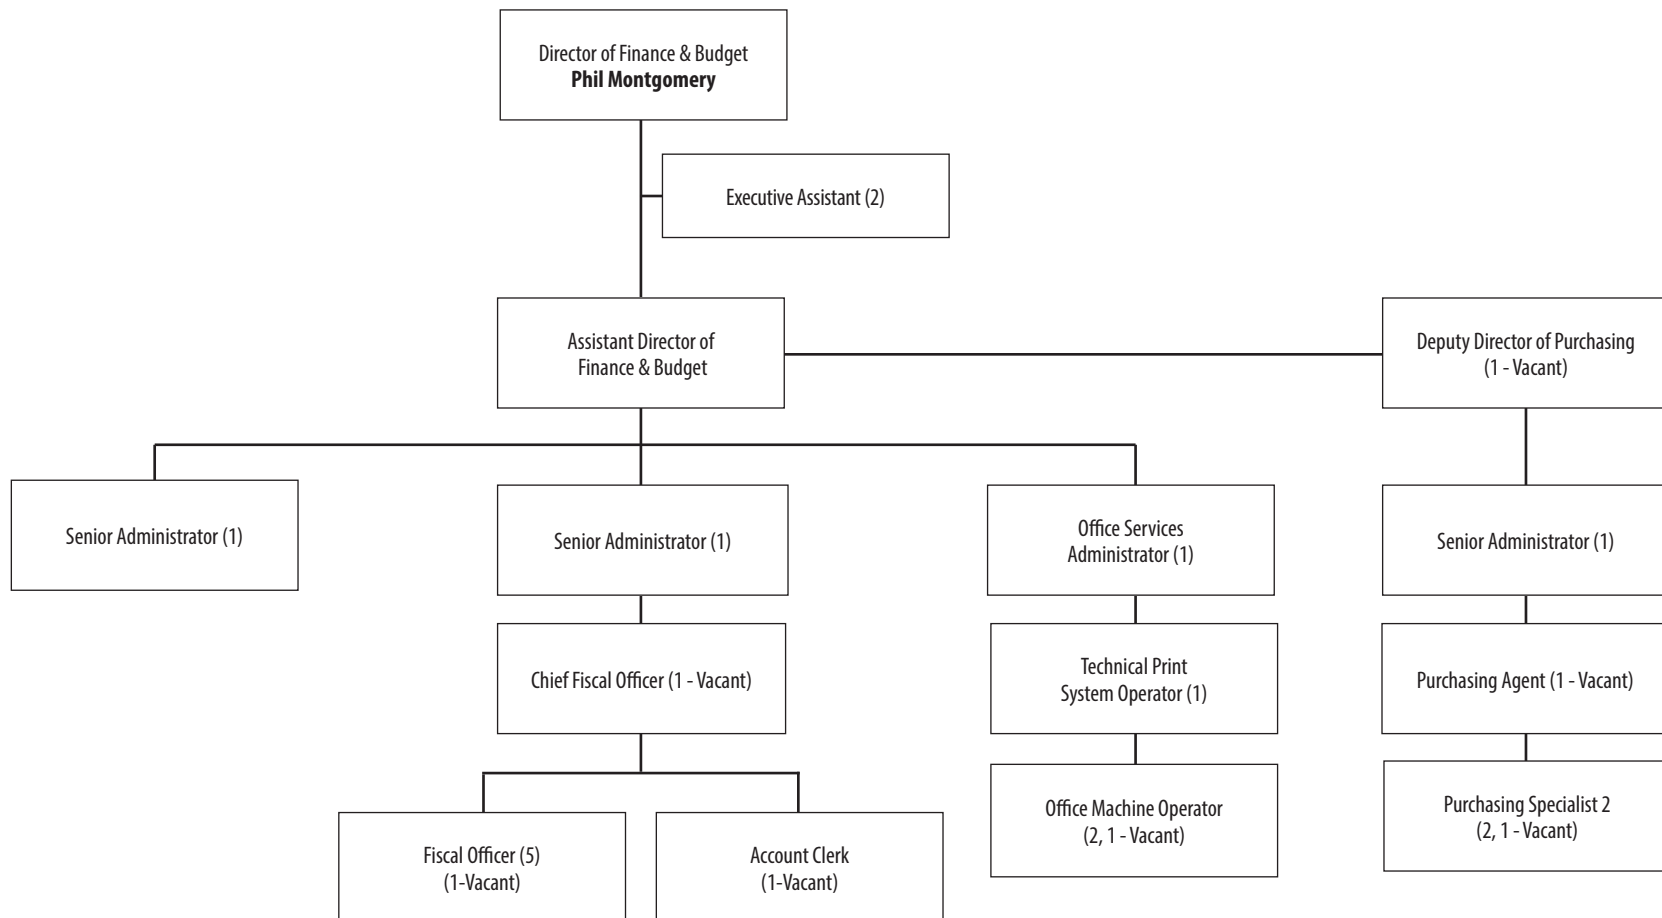 Director of Finance & Budget
Phil Montgomery
Executive Assistant (2)
Assistant Director of
Finance & Budget
Deputy Director of Purchasing
(1 - Vacant)
Senior Administrator (1)
Senior Administrator (1)
Office Services
Administrator (1)
Senior Administrator (1)
Chief Fiscal Officer (1 - Vacant)
Technical Print
System Operator (1)
Purchasing Agent (1 - Vacant)
Fiscal Officer (5)
(1-Vacant)
Account Clerk
(1-Vacant)
Office Machine Operator
(2, 1 - Vacant)
Purchasing Specialist 2
(2, 1 - Vacant)